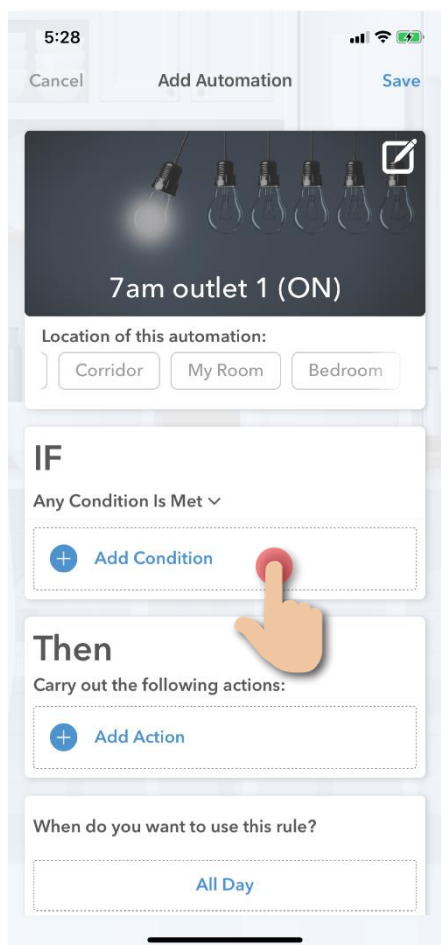 5:28
Cancel Add Automation Save
7am outlet 1 (ON)
Location of this automation:
Corridor My Room Bedroom
IF
Any Condition Is Met
Add Condition
Then
Carry out the following actions:
Add Action
When do you want to use this rule?
All Day